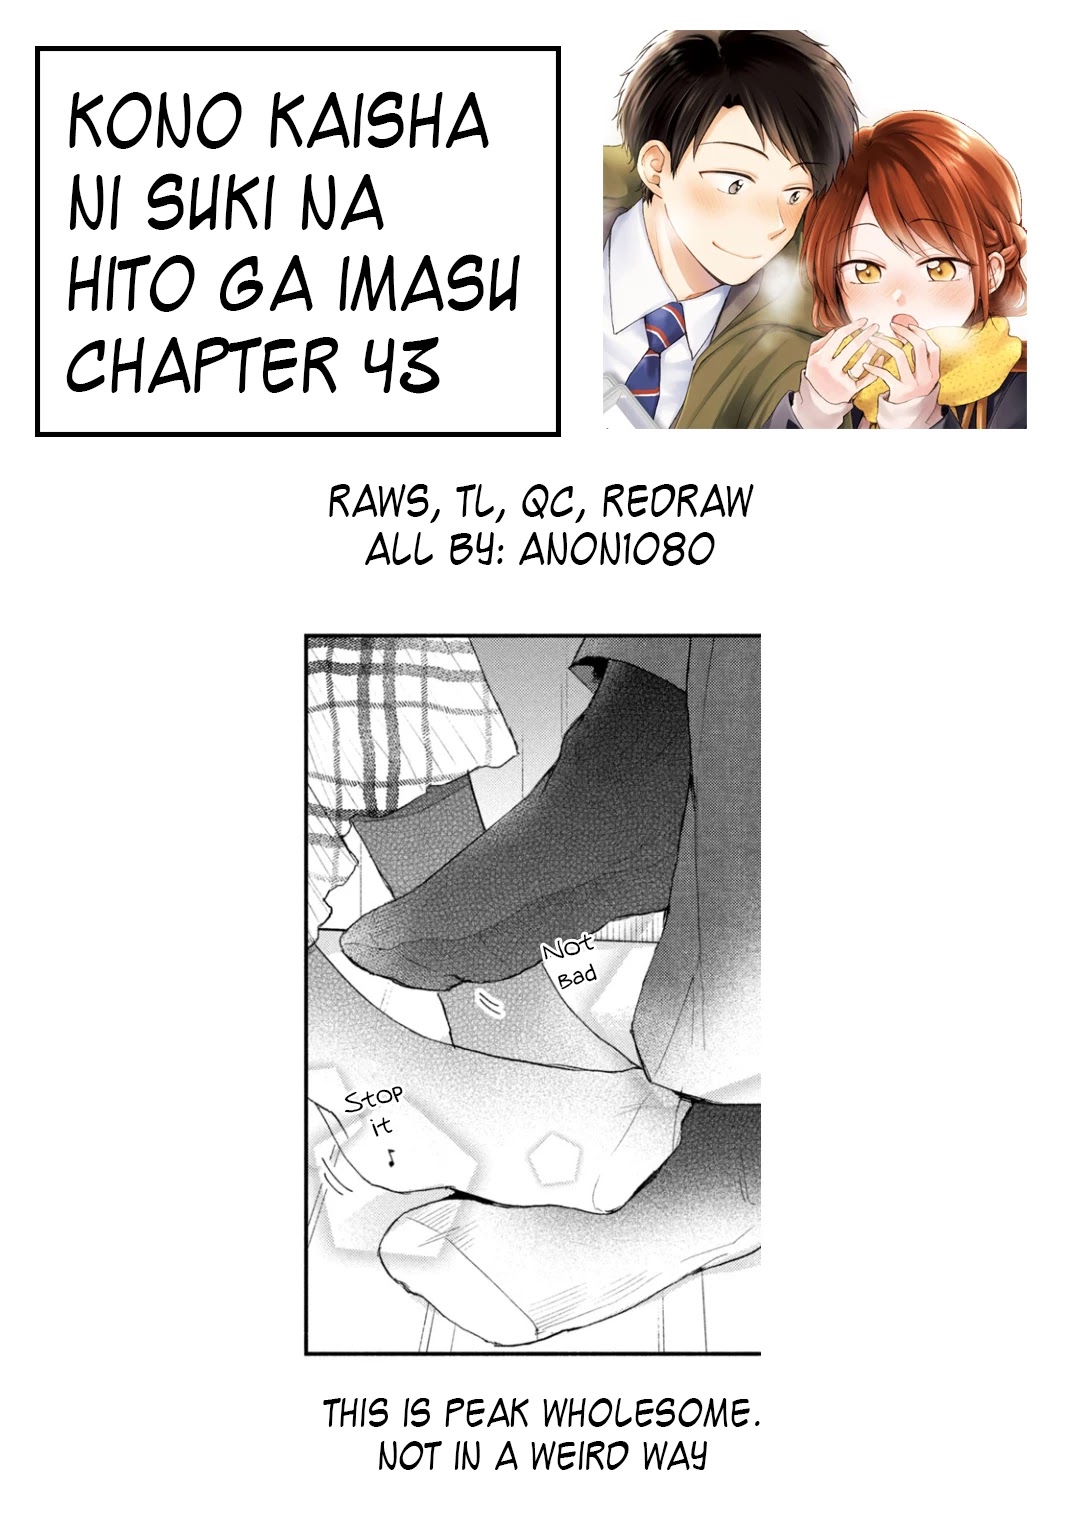 KONO KAISHA
NI SUKI NA
HITO GA IMASU
CHAPTER 43
RAWS, TL, QC, REDRAW
ALL BY: ANON1080
Not
Bad
Stop
it
♪
THIS IS PEAK WHOLESOME.
NOT IN A WEIRD WAY